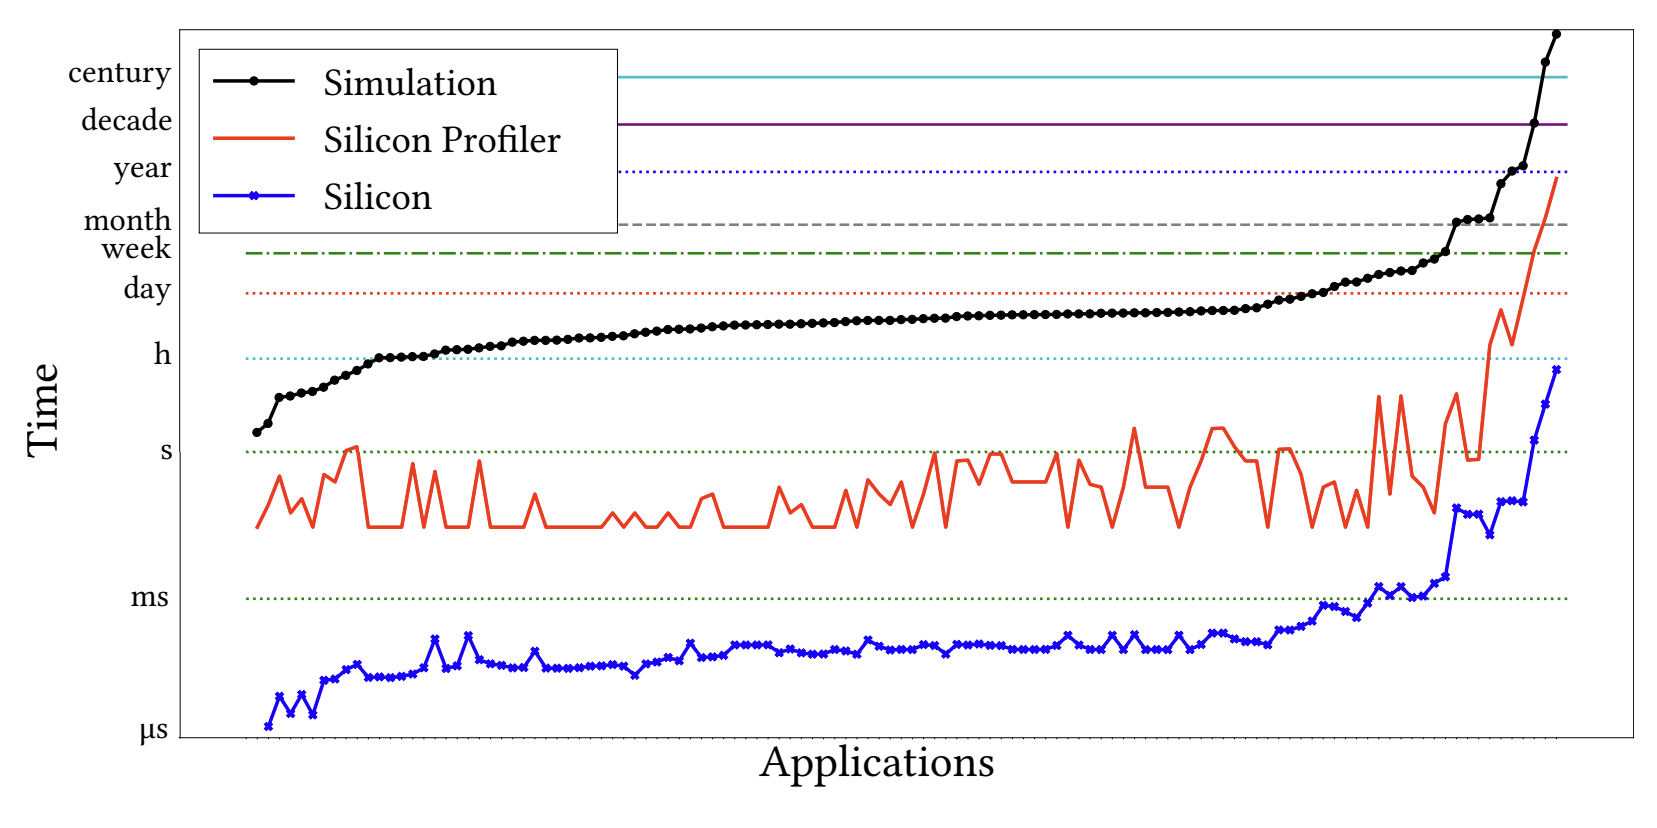 century
decade
year
month
week
day
h
s
ms
µs
Time
Simulation
Silicon Profiler
Silicon
Applications